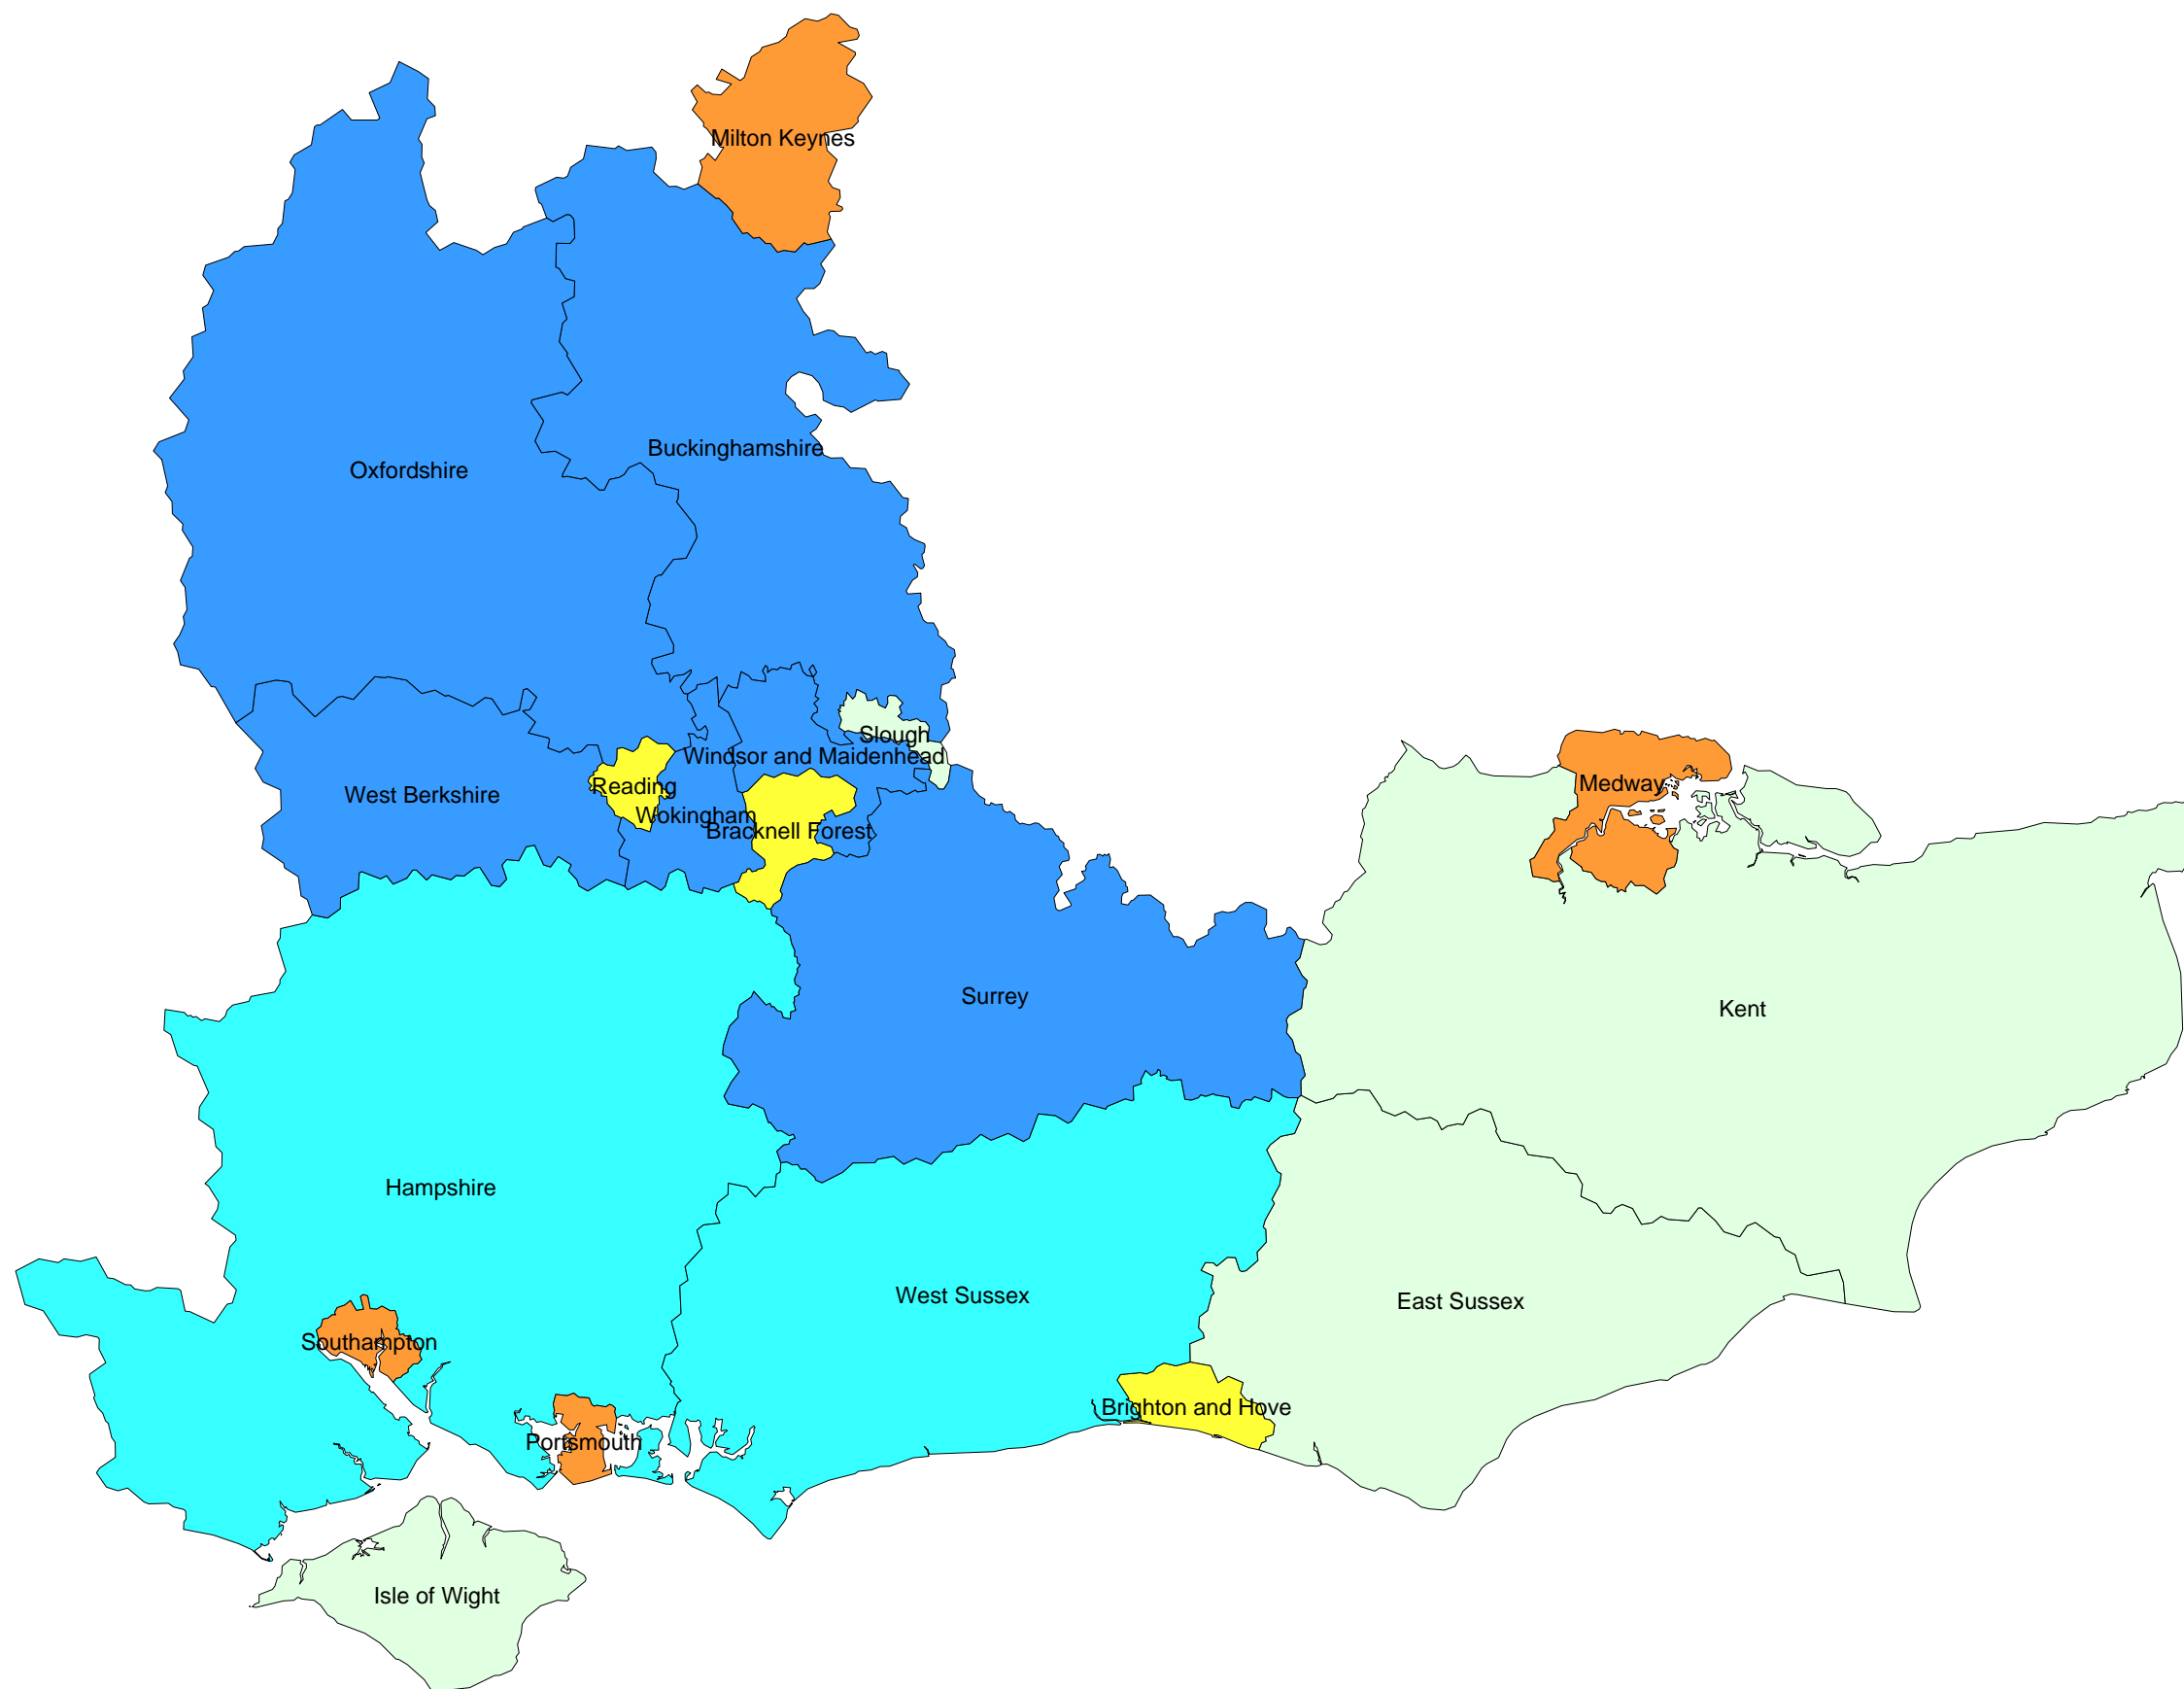 Milton Keynes
Buckinghamshire
Oxfordshire
Slough
Windsor and Maidenhead
Medway
Reading
West Berkshire
Wokingham
Bracknell Forest
Surrey
Kent
Hampshire
West Sussex
East Sussex
Southampton
Brighton and Hove
Portsmouth
Isle of Wight